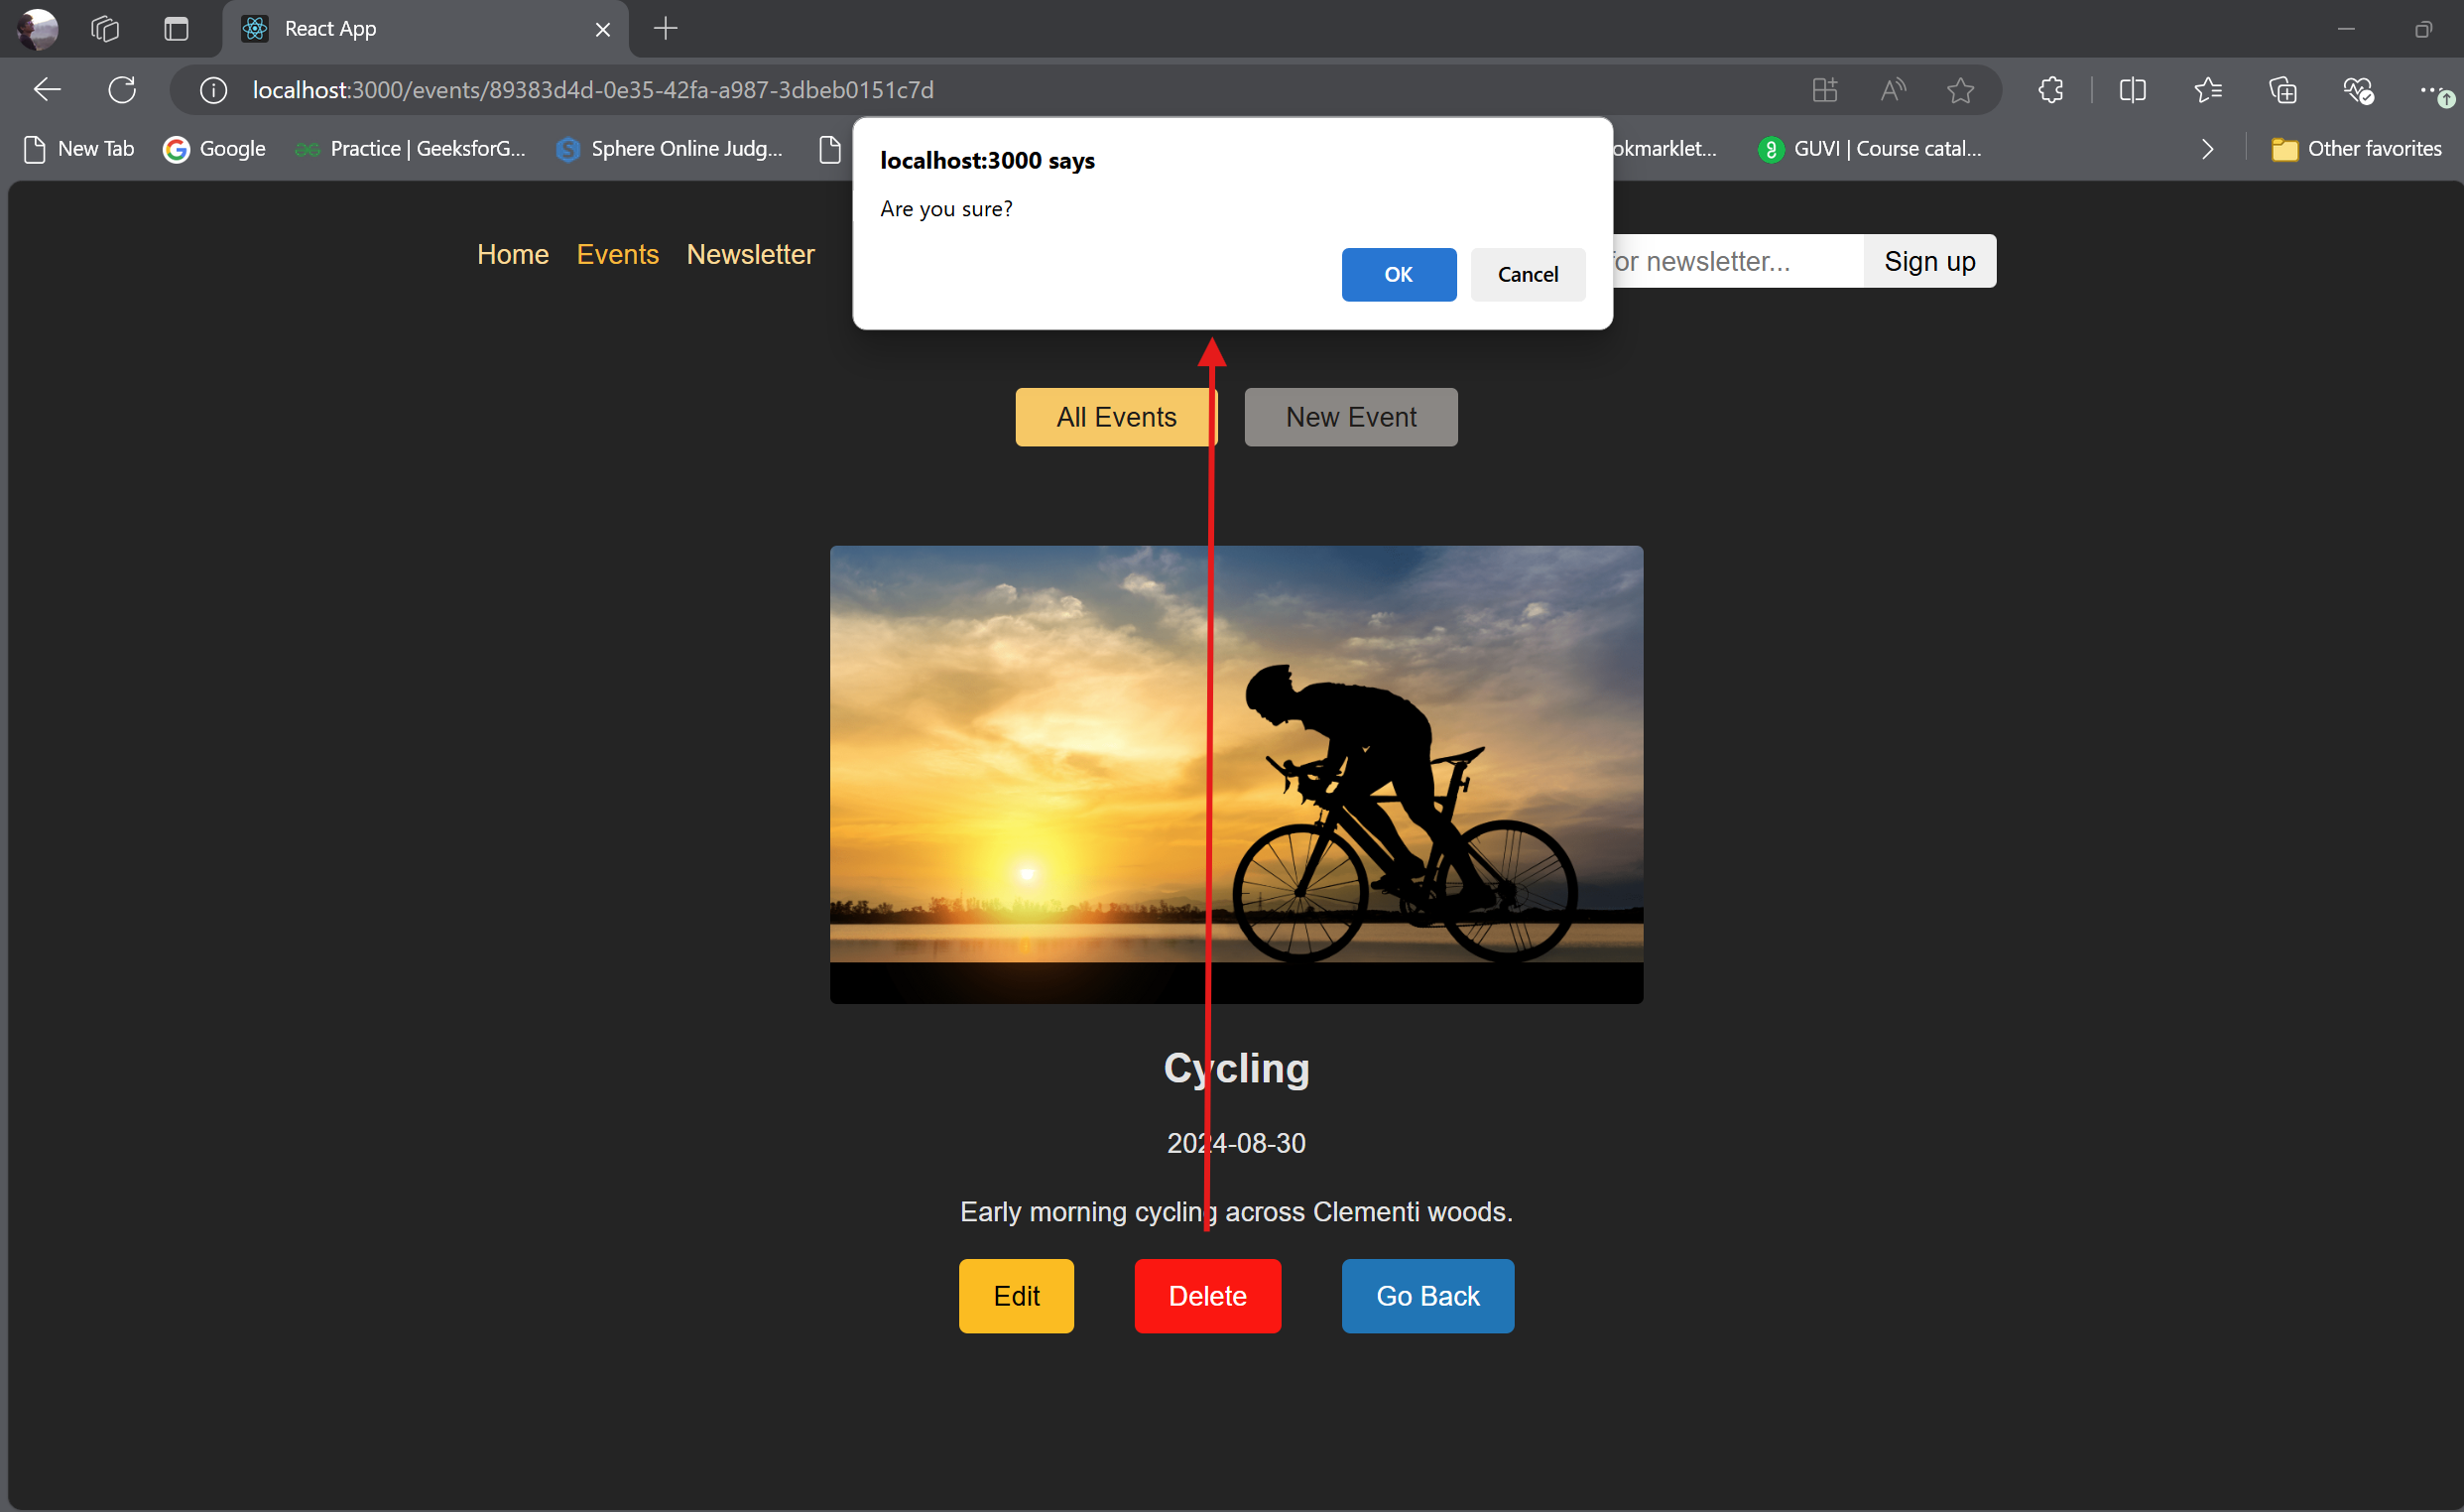 React App
localhost:3000/events/89383d4d-0e35-42fa-a987-3dbeb0151c7d
New Tab Google Practice | GeeksforG... Sphere Online Judg... okmarklet... GUVI | Course catal... Other favorites
localhost:3000 says
Are you sure?
OK Cancel
Home Events Newsletter for newsletter... Sign up
All Events New Event
Cycling
2024-08-30
Early morning cycling across Clementi woods.
Edit Delete Go Back